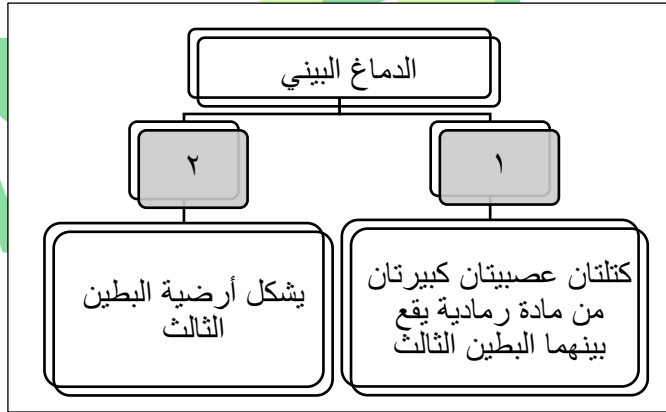 الدماغ البيني
١
٢
كتلتان عصبيتان كبيرتان
من مادة رمادية يقع
بينهما البطين الثالث
يشكل أرضية البطين
الثالث